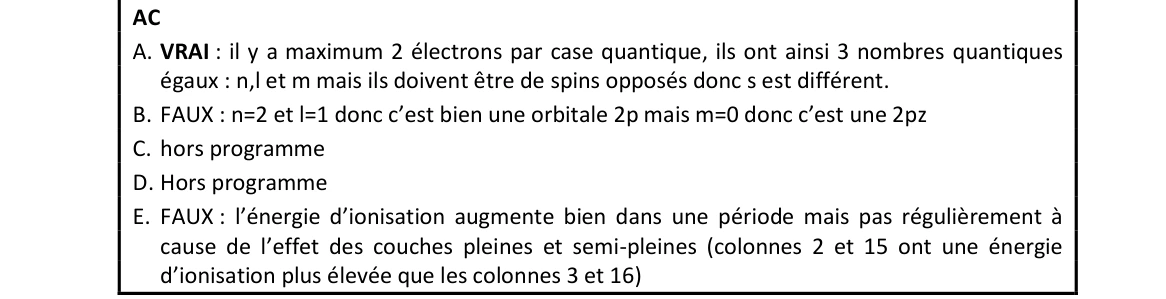 AC
A. VRAI : il y a maximum 2 électrons par case quantique, ils ont ainsi 3 nombres quantiques
égaux : n,l et m mais ils doivent être de spins opposés donc s est différent.
B. FAUX : n=2 et l=1 donc c’est bien une orbitale 2p mais m=0 donc c’est une 2pz
C. hors programme
D. Hors programme
E. FAUX : l’énergie d’ionisation augmente bien dans une période mais pas régulièrement à
cause de l’effet des couches pleines et semi-pleines (colonnes 2 et 15 ont une énergie
d’ionisation plus élevée que les colonnes 3 et 16)